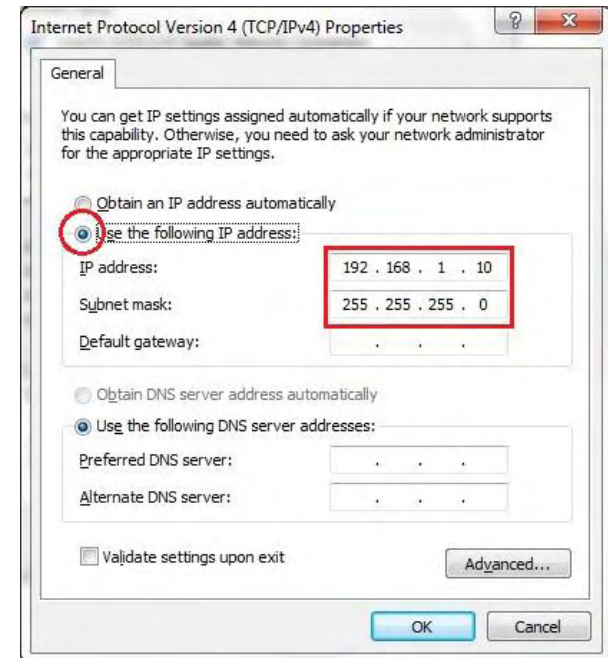 Internet Protocol Version 4 (TCP/IPv4) Properties
General
You can get IP settings assigned automatically if your network supports
this capability. Otherwise, you need to ask your network administrator
for the appropriate IP settings.
Obtain an IP address automatically
Use the following IP address:
IP address: 192 . 168 . 1 . 10
Subnet mask: 255 . 255 . 255 . 0
Default gateway: . . .
Obtain DNS server address automatically
Use the following DNS server addresses:
Preferred DNS server: . . .
Alternate DNS server: . . .
Validate settings upon exit
Advanced...
OK Cancel